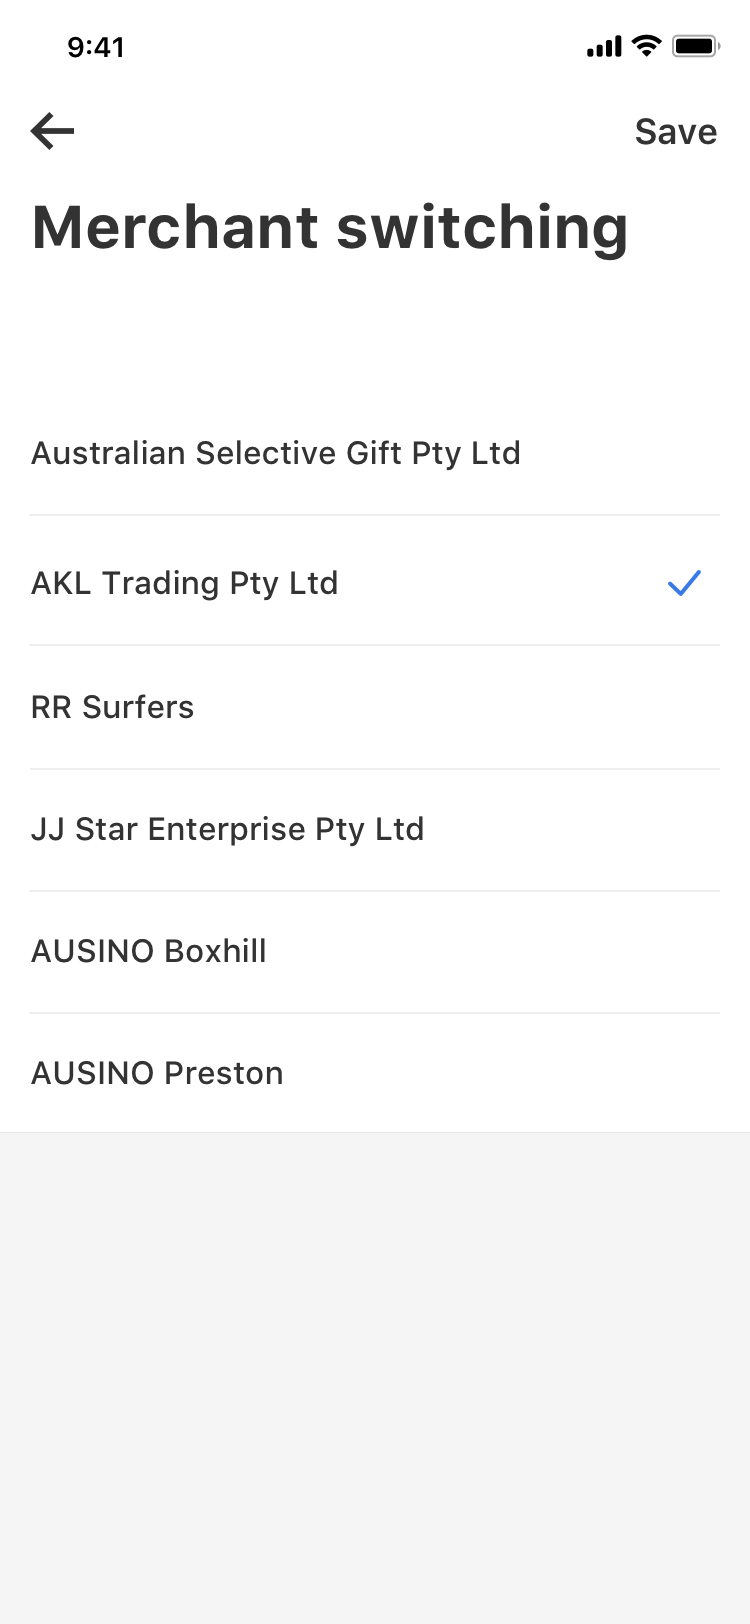 9:41
Save
Merchant switching
Australian Selective Gift Pty Ltd
AKL Trading Pty Ltd
RR Surfers
JJ Star Enterprise Pty Ltd
AUSINO Boxhill
AUSINO Preston